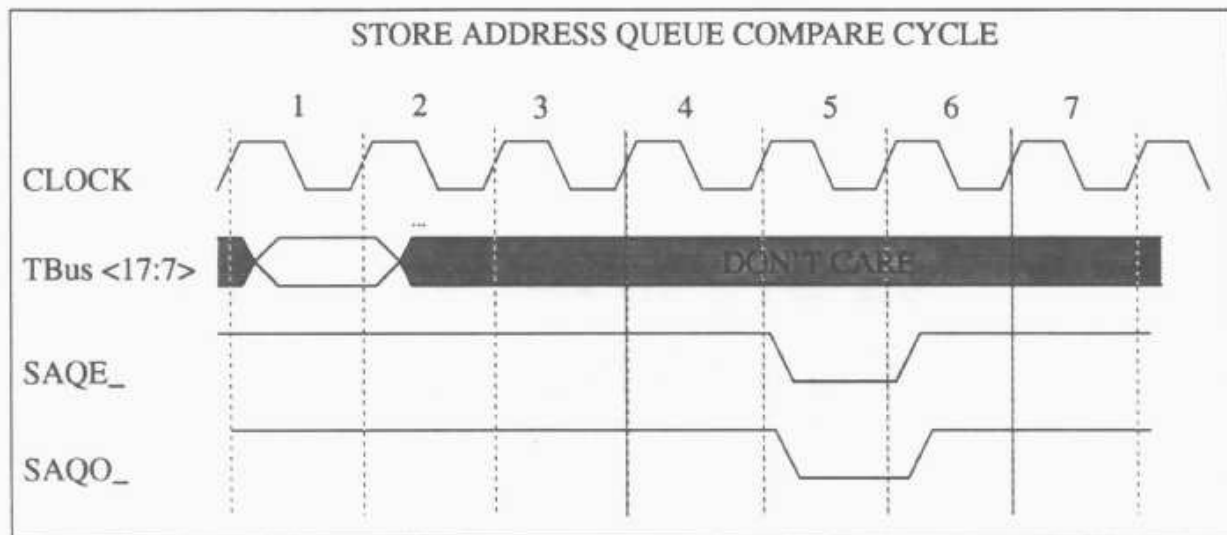 STORE ADDRESS QUEUE COMPARE CYCLE
1 2 3 4 5 6 7
CLOCK
...
TBus <17:7>
DON'T CARE
SAQE_
SAQO_